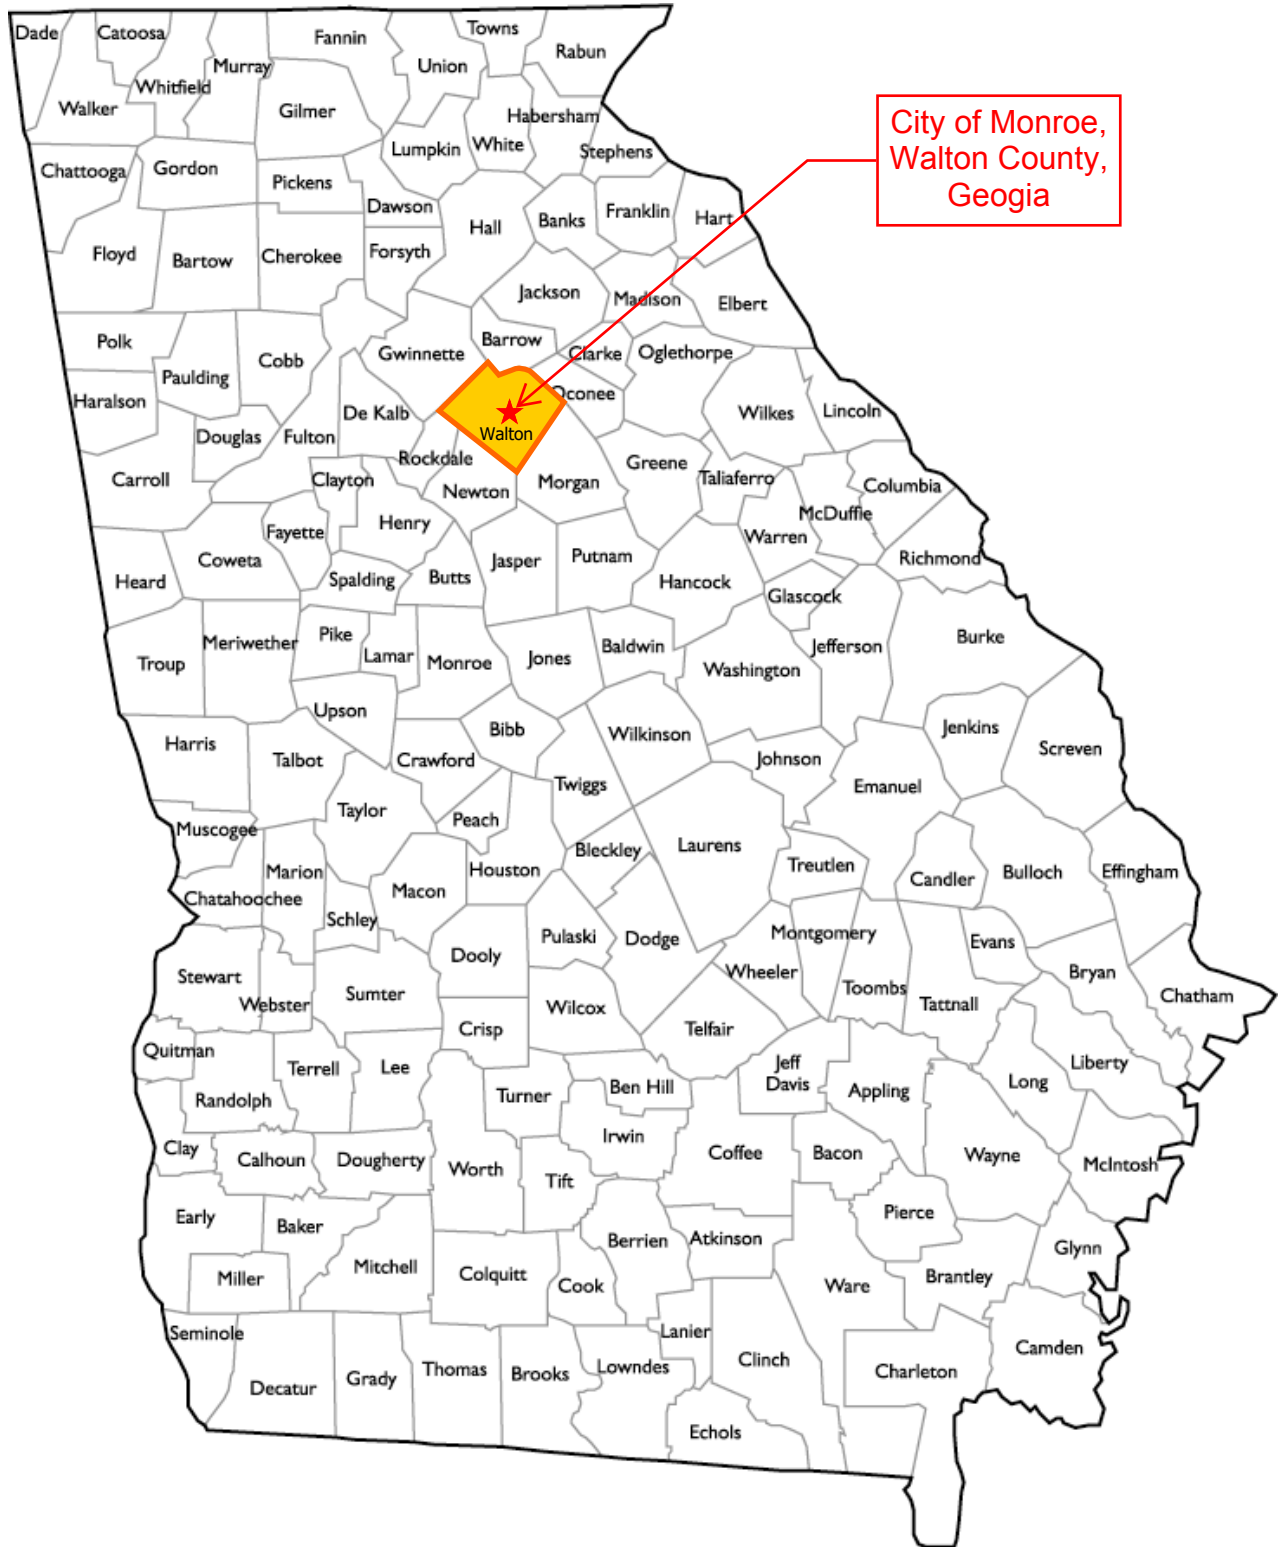 Dade
Catoosa
Fannin
Towns
Rabun
Murray
Union
Whitfield
Walker
Gilmer
Habersham
City of Monroe,
Walton County,
Geogia
Lumpkin
White
Stephens
Chattooga
Gordon
Pickens
Dawson
Hall
Banks
Franklin
Hart
Floyd
Bartow
Cherokee
Forsyth
Jackson
Madison
Elbert
Polk
Paulding
Cobb
Gwinnette
Barrow
Clarke
Oglethorpe
Haralson
Douglas
Fulton
De Kalb
Oconee
Walton
Wilkes
Lincoln
Carroll
Clayton
Rockdale
Newton
Morgan
Greene
Taliaferro
Columbia
Fayette
Henry
McDuffie
Warren
Richmond
Heard
Coweta
Spalding
Butts
Jasper
Putnam
Hancock
Glascock
Troup
Meriwether
Pike
Lamar
Monroe
Jones
Baldwin
Washington
Jefferson
Burke
Harris
Talbot
Upson
Crawford
Bibb
Wilkinson
Johnson
Jenkins
Screven
Emanuel
Taylor
Peach
Twiggs
Muscogee
Marion
Macon
Houston
Bleckley
Laurens
Treutlen
Candler
Bulloch
Effingham
Chatahoochee
Schley
Dooly
Pulaski
Dodge
Montgomery
Evans
Stewart
Webster
Sumter
Wilcox
Wheeler
Toombs
Tattnall
Bryan
Chatham
Crisp
Telfair
Quitman
Terrell
Lee
Turner
Ben Hill
Jeff
Davis
Appling
Long
Liberty
Randolph
Irwin
Clay
Calhoun
Dougherty
Worth
Tift
Coffee
Bacon
Wayne
McIntosh
Early
Baker
Pierce
Mitchell
Berrien
Atkinson
Glynn
Miller
Colquitt
Cook
Ware
Brantley
Seminole
Lanier
Camden
Decatur
Grady
Thomas
Brooks
Lowndes
Clinch
Charleton
Echols